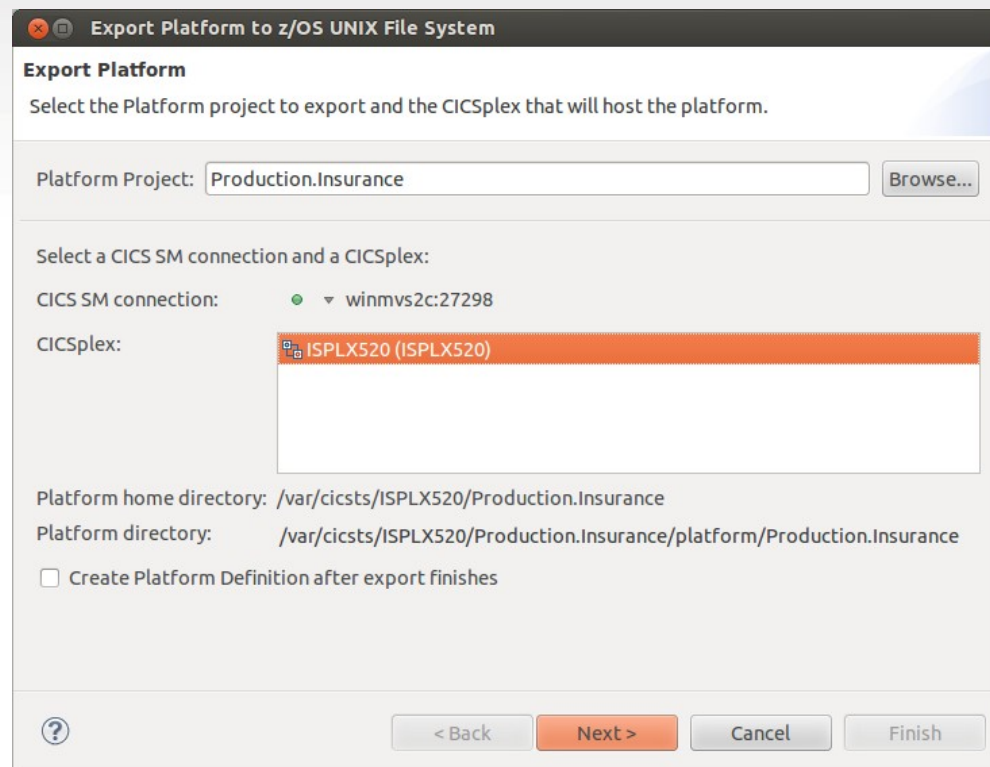 Export Platform to z/OS UNIX File System
Export Platform
Select the Platform project to export and the CICSplex that will host the platform.
Platform Project: Production.Insurance Browse...
Select a CICS SM connection and a CICSplex:
CICS SM connection: winmvs2c:27298
CICSplex: ISPLX520 (ISPLX520)
Platform home directory: /var/cicsts/ISPLX520/Production.Insurance
Platform directory: /var/cicsts/ISPLX520/Production.Insurance/platform/Production.Insurance
Create Platform Definition after export finishes
? < Back Next > Cancel Finish